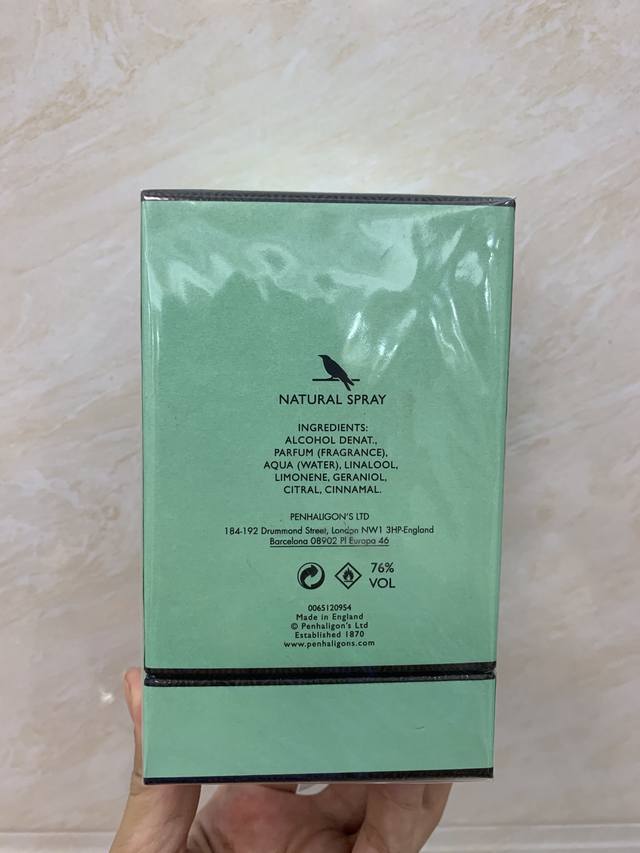 NATURAL SPRAY
INGREDIENTS:
ALCOHOL DENAT.,
PARFUM (FRAGRANCE),
AQUA (WATER), LINALOOL,
LIMONENE, GERANIOL,
CITRAL, CINNAMAL.
PENHALIGON'S LTD
184-192 Drummond Street, London NW1 3HP-England
Barcelona 08902 Pl Europa 46
76%
VOL
0065120954
Made in England
© Penhaligon's Ltd
Established 1870
www.penhaligons.com